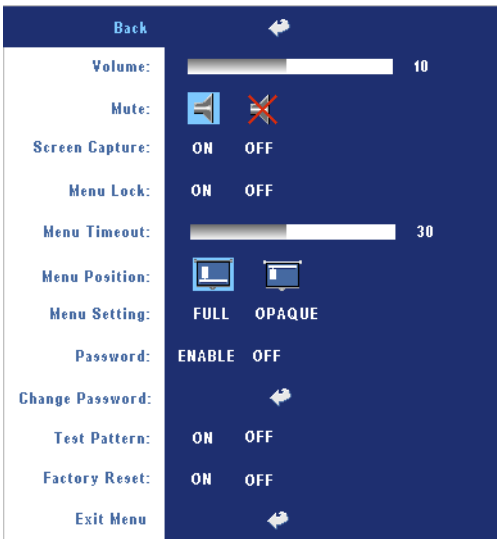 Back
Volume: 10
Mute:
Screen Capture: ON OFF
Menu Lock: ON OFF
Menu Timeout: 30
Menu Position:
Menu Setting: FULL OPAQUE
Password: ENABLE OFF
Change Password:
Test Pattern: ON OFF
Factory Reset: ON OFF
Exit Menu